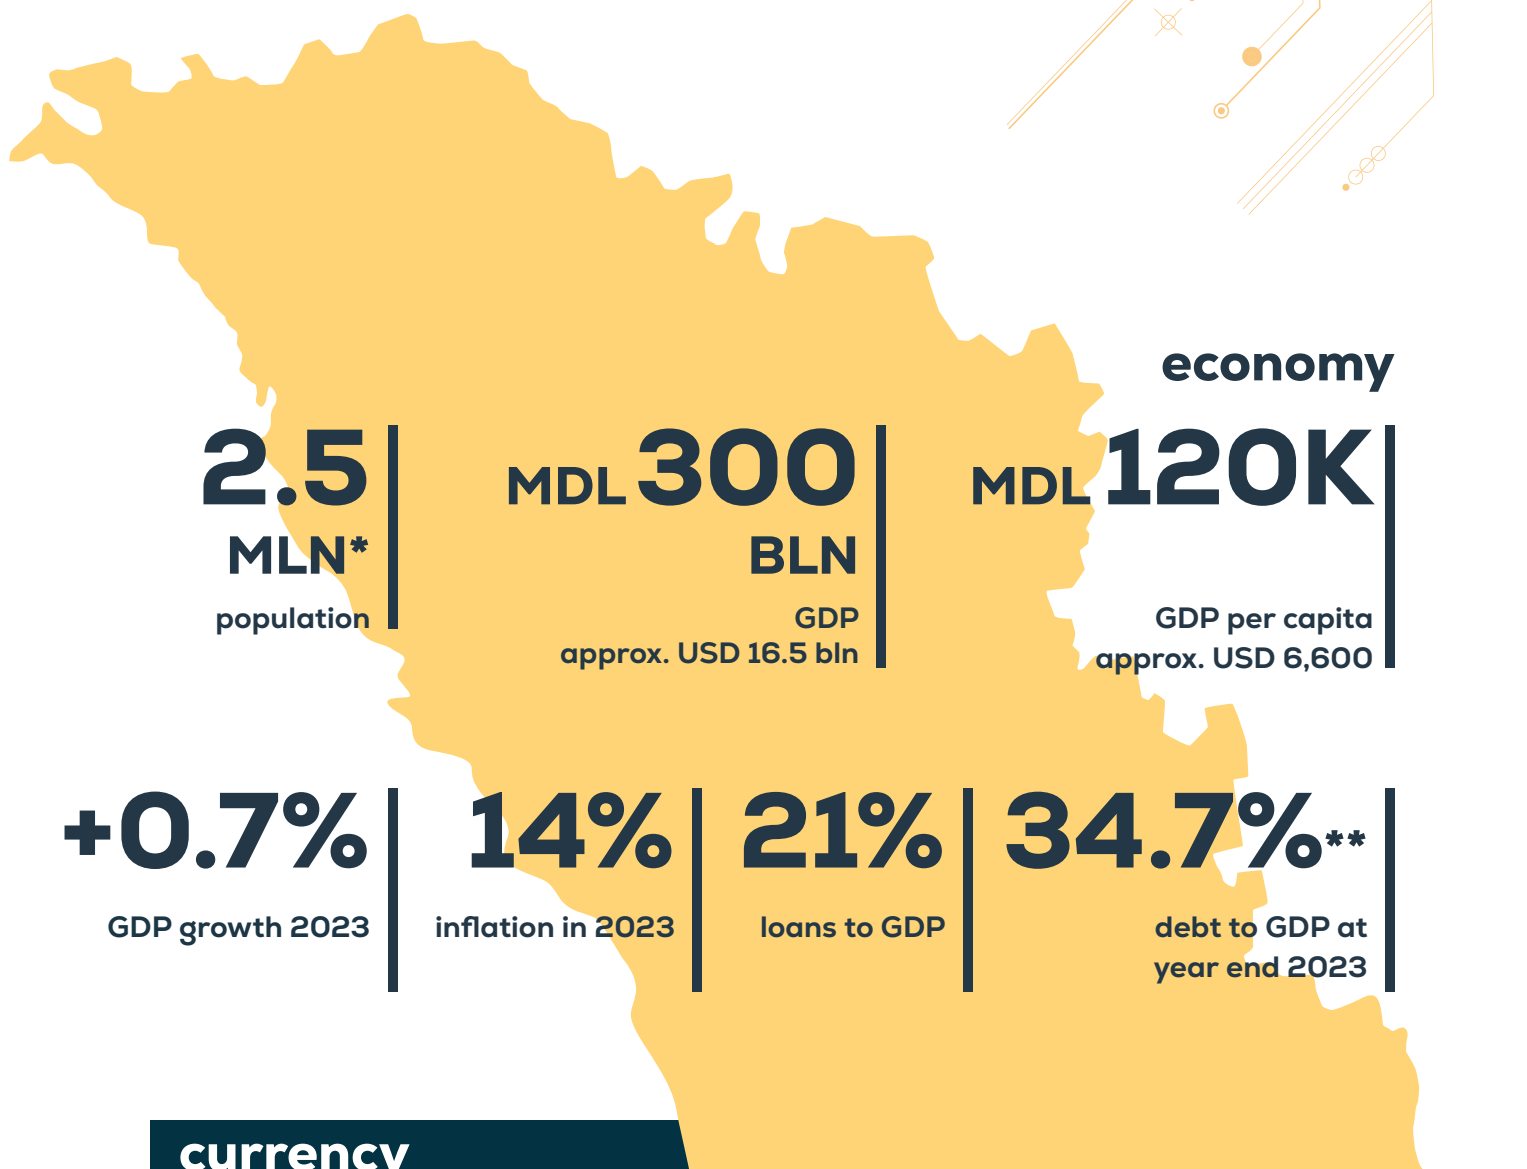 economy
2.5
MLN*
population
MDL 300
BLN
GDP
approx. USD 16.5 bln
MDL 120K
GDP per capita
approx. USD 6,600
+0.7%
GDP growth 2023
14%
inflation in 2023
21%
loans to GDP
34.7%**
debt to GDP at
year end 2023
currency